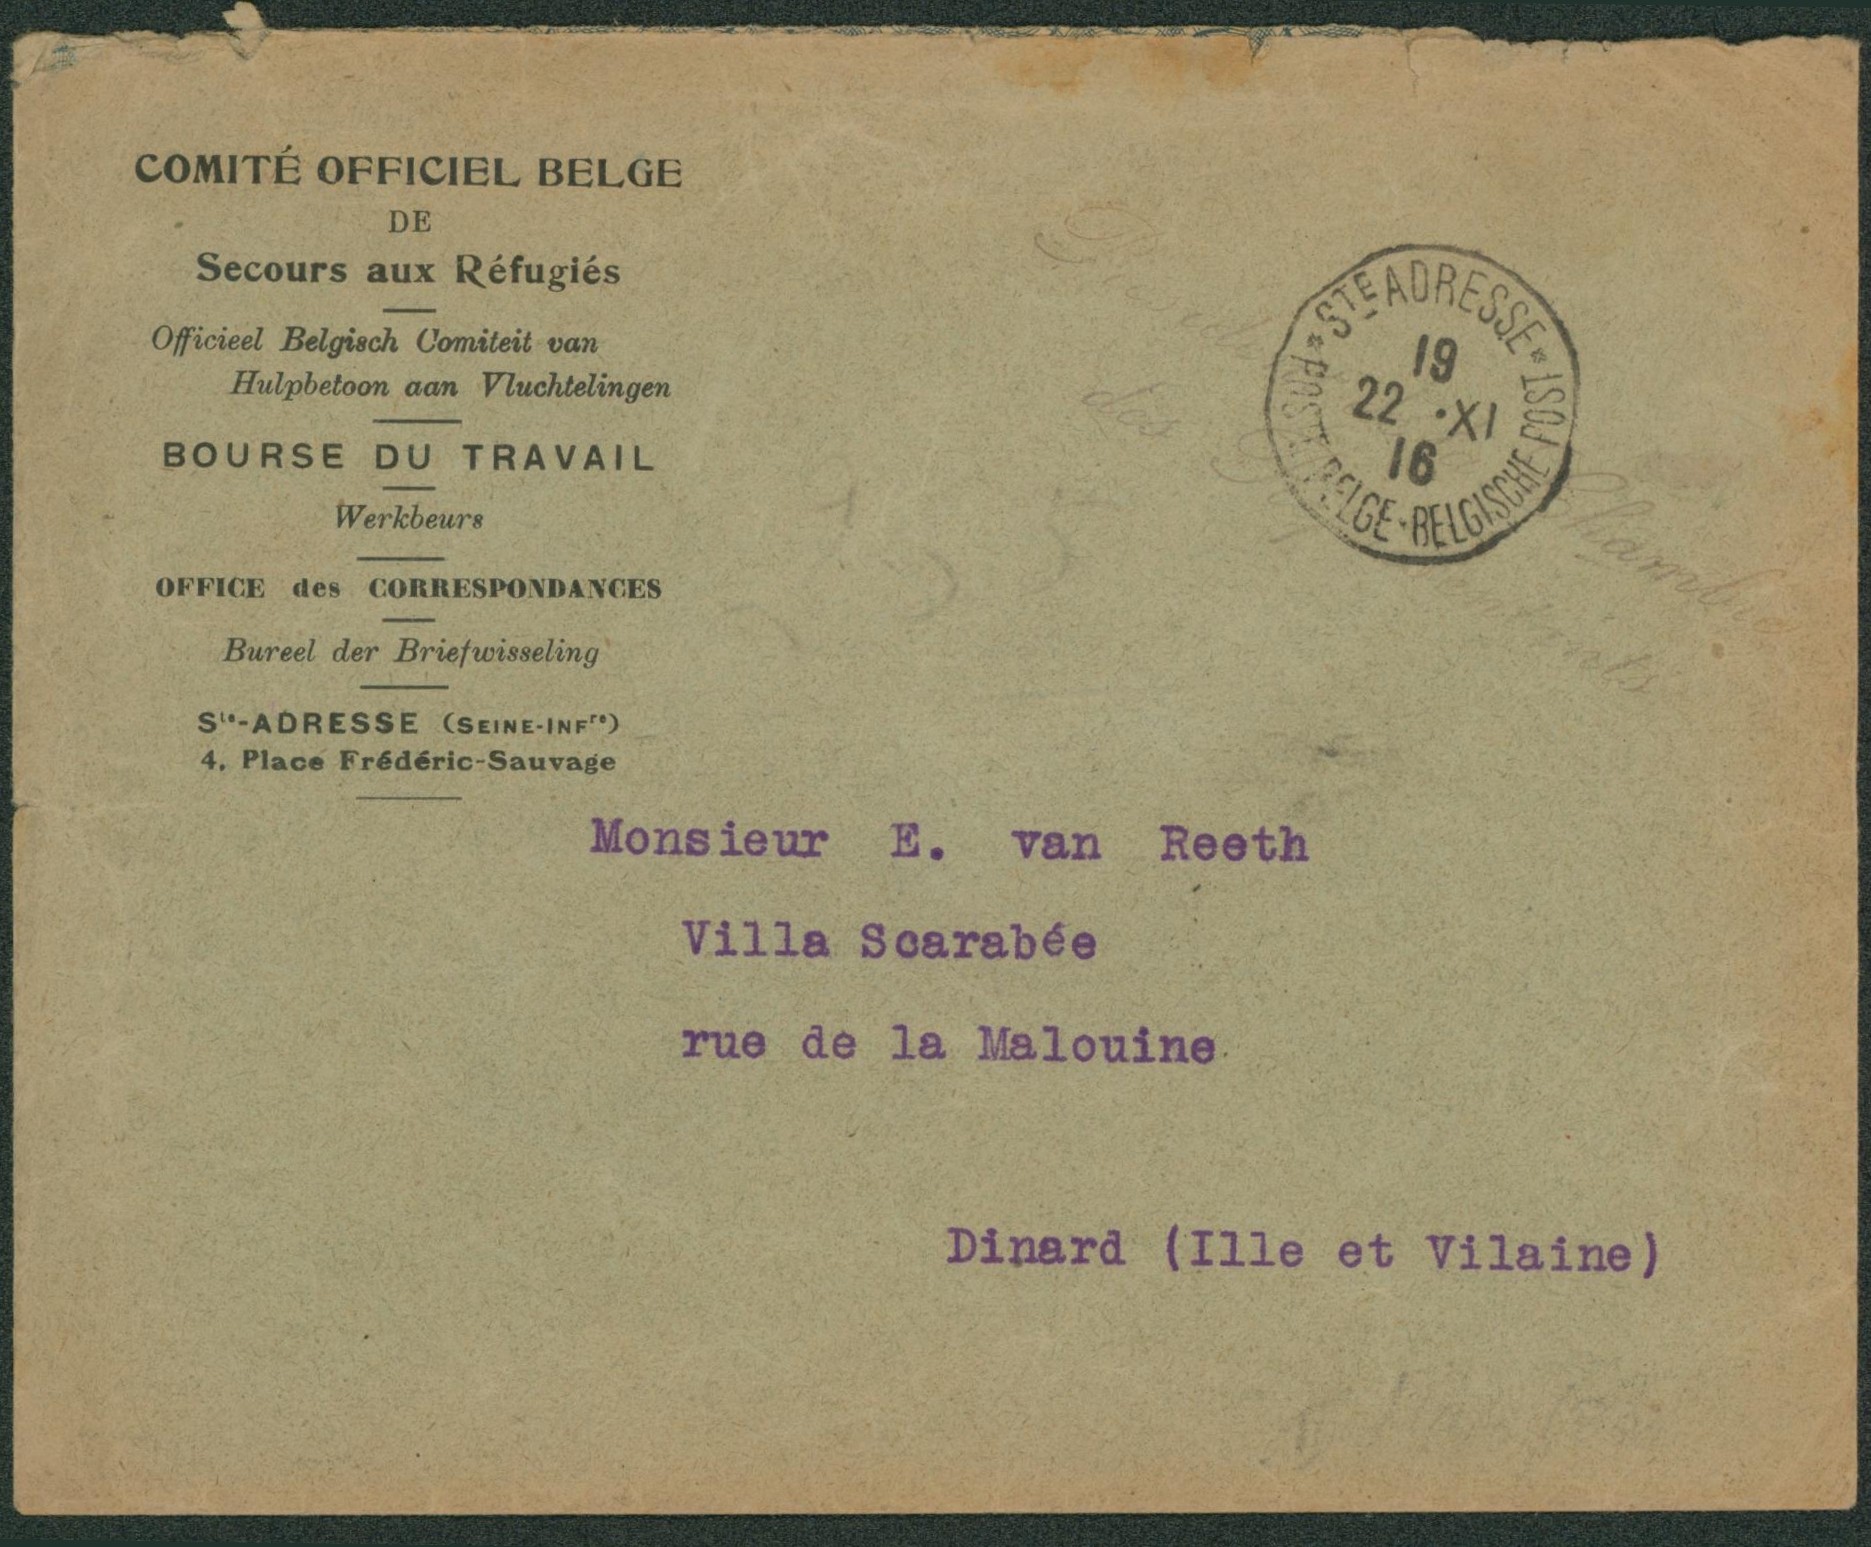 COMITÉ OFFICIEL BELGE
DE
Secours aux Réfugiés
Officieel Belgisch Comiteit van
Hulpbetoon aan Vluchtelingen
BOURSE DU TRAVAIL
Werkbeurs
OFFICE des CORRESPONDANCES
Bureel der Briefwisseling
Ste-ADRESSE (SEINE-INFre)
4, Place Frédéric-Sauvage
* STE ADRESSE *
19
22 • XI
16
POSTE BELGE • BELGISCHE POST
des
Monsieur E. van Reeth
Villa Scarabée
rue de la Malouine.
Dinard (Ille et Vilaine)